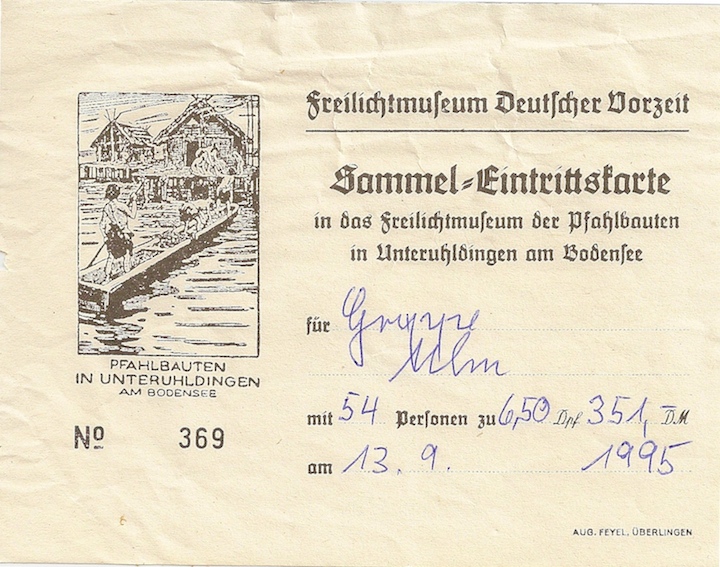 Freilichtmuseum Deutscher Vorzeit
Sammel-Eintrittskarte
in das Freilichtmuseum der Pfahlbauten
in Unteruhldingen am Bodensee
für Gruppe
Ulm
mit 54 Personen zu 6,50 Dpf 351,– DM
am 13. 9. 1995
PFAHLBAUTEN
IN UNTERUHLDINGEN
AM BODENSEE
Nº 369
AUG. FEYEL, ÜBERLINGEN